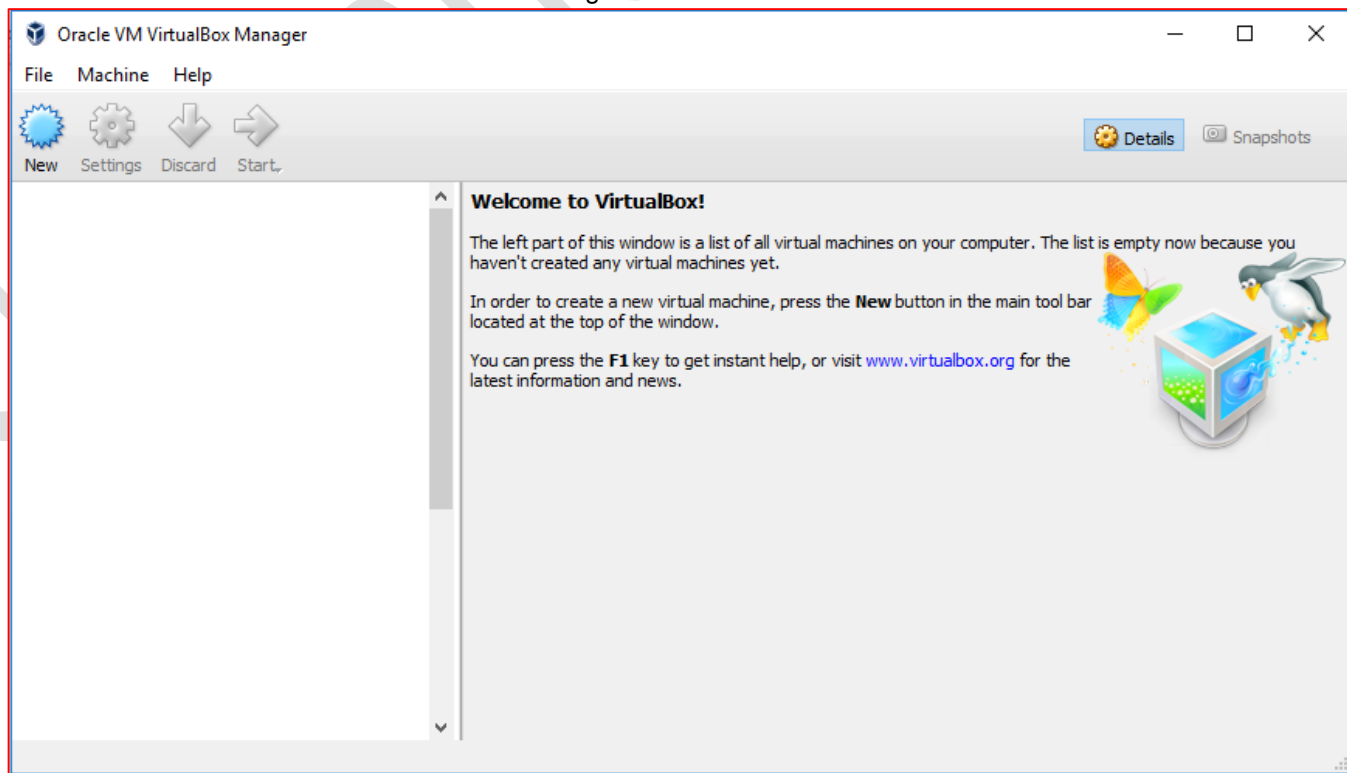 Oracle VM VirtualBox Manager
File Machine Help
Details Snapshots
New Settings Discard Start
Welcome to VirtualBox!
The left part of this window is a list of all virtual machines on your computer. The list is empty now because you
haven't created any virtual machines yet.
In order to create a new virtual machine, press the New button in the main tool bar
located at the top of the window.
You can press the F1 key to get instant help, or visit www.virtualbox.org for the
latest information and news.